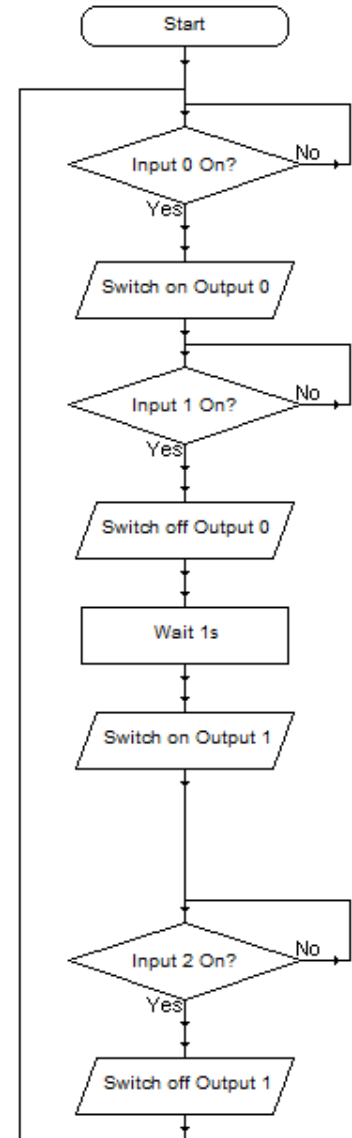 Start
Input 0 On?
No
Yes
Switch on Output 0
Input 1 On?
No
Yes
Switch off Output 0
Wait 1s
Switch on Output 1
Input 2 On?
No
Yes
Switch off Output 1